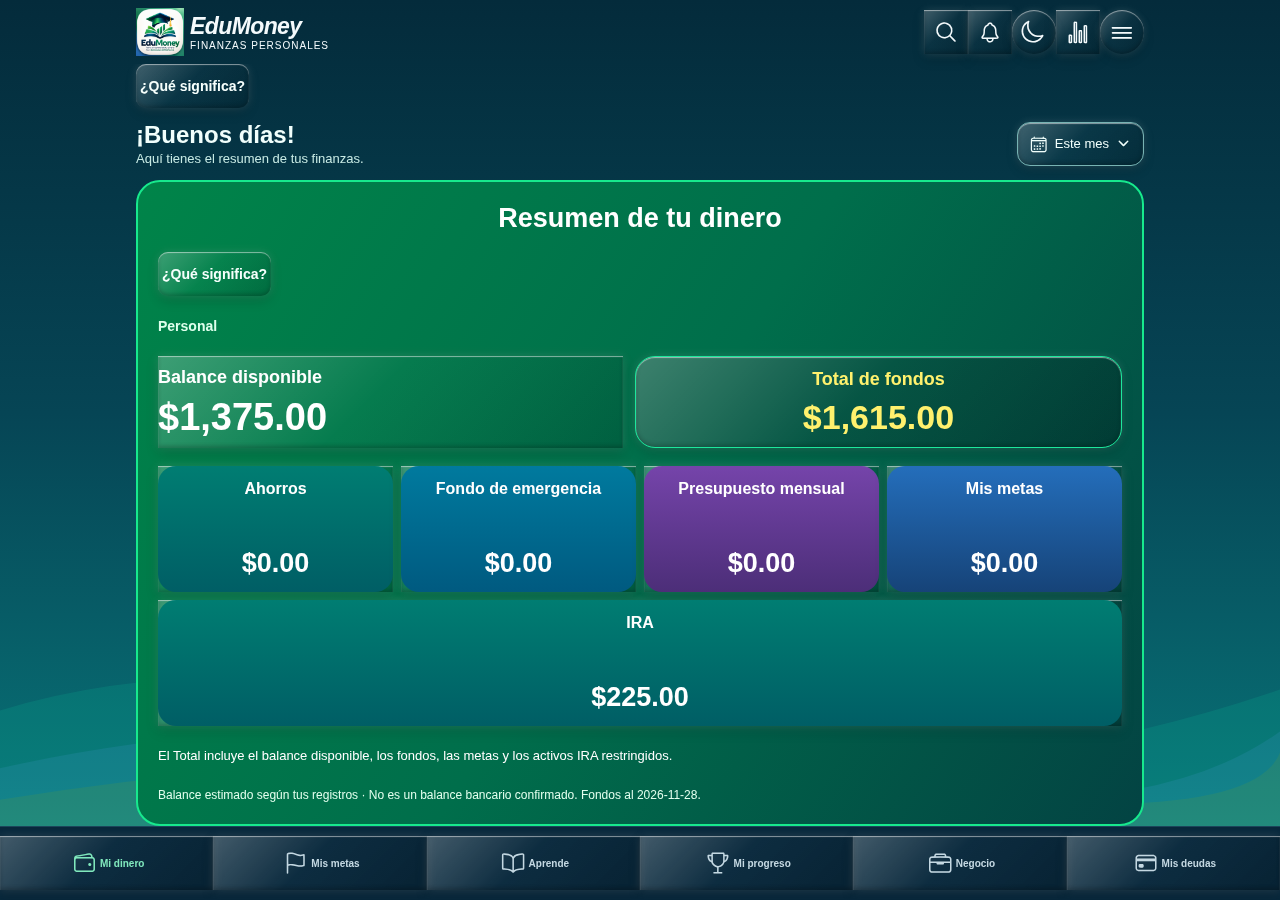 EduMoney
EduMoney
FINANZAS PERSONALES
¿Qué significa?
¡Buenos días!
Aquí tienes el resumen de tus finanzas.
Este mes
Resumen de tu dinero
¿Qué significa?
Personal
Balance disponible
$1,375.00
Total de fondos
$1,615.00
Ahorros
$0.00
Fondo de emergencia
$0.00
Presupuesto mensual
$0.00
Mis metas
$0.00
IRA
$225.00
El Total incluye el balance disponible, los fondos, las metas y los activos IRA restringidos.
Balance estimado según tus registros · No es un balance bancario confirmado. Fondos al 2026-11-28.
Mi dinero
Mis metas
Aprende
Mi progreso
Negocio
Mis deudas